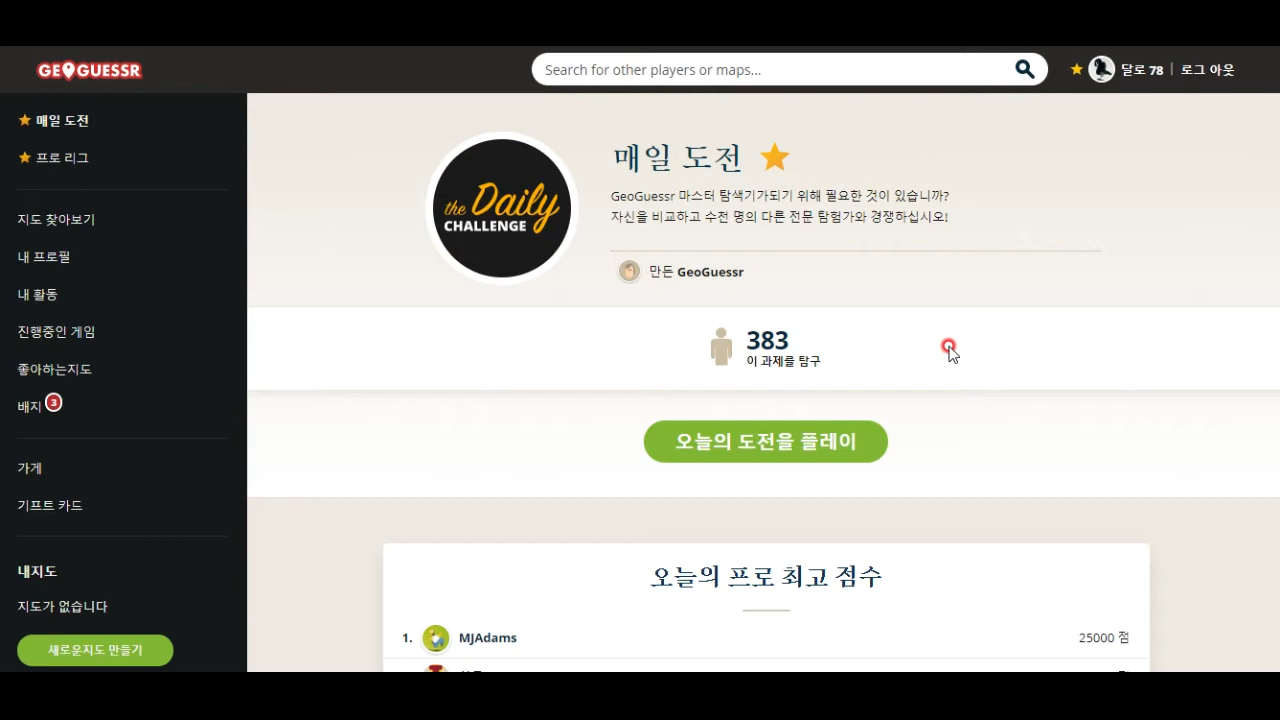 GEOGUESSR
Search for other players or maps...
달로 78 | 로그 아웃
매일 도전
프로 리그
지도 찾아보기
내 프로필
내 활동
진행중인 게임
좋아하는지도
배지 3
가게
기프트 카드
내지도
지도가 없습니다
새로운지도 만들기
the Daily
CHALLENGE
매일 도전
GeoGuessr 마스터 탐색기가되기 위해 필요한 것이 있습니까?
자신을 비교하고 수천 명의 다른 전문 탐험가와 경쟁하십시오!
만든 GeoGuessr
383
이 과제를 탐구
오늘의 도전을 플레이
오늘의 프로 최고 점수
1. MJAdams 25000 점